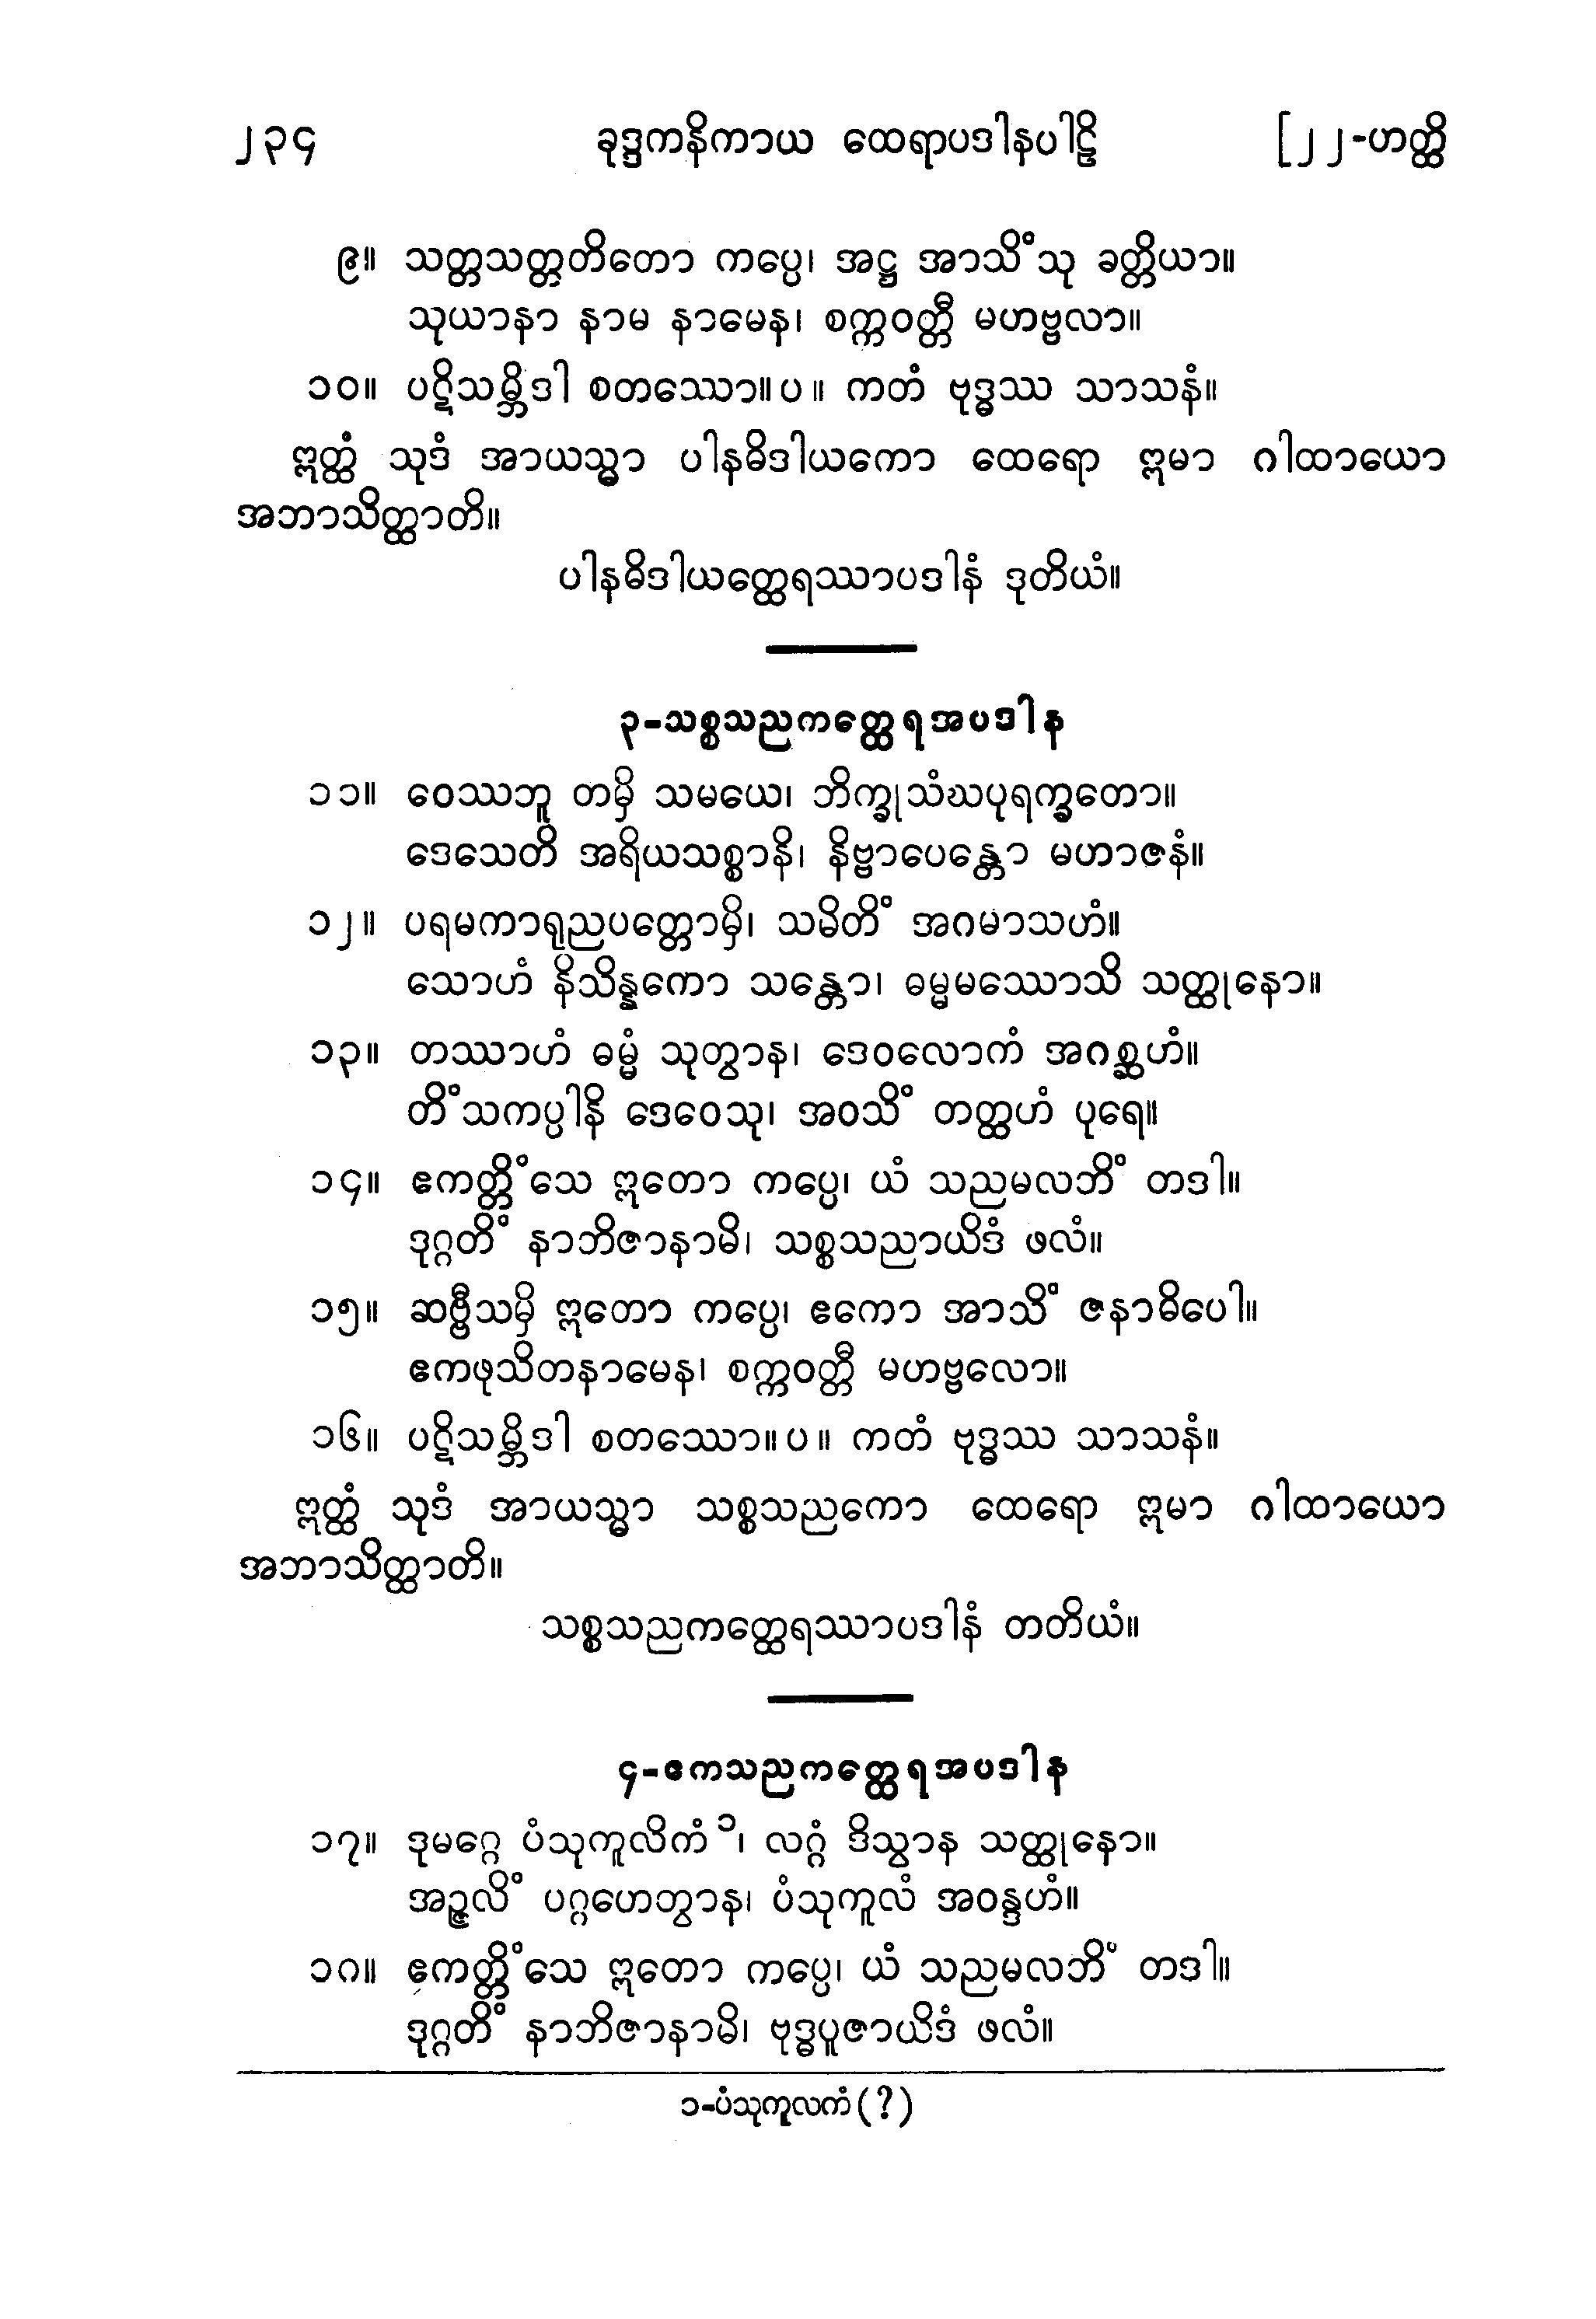 ၂၃၄ ခုဒ္ဒကနိကာယ ထေရာပဒါနပါဠိ [၂၂-ဟတ္ထိ
၉။ သတ္တသတ္တတိတော ကပ္ပေ၊ အဋ္ဌ အာသိံသု ခတ္တိယာ။
သုယာနာ နာမ နာမေန၊ စက္ကဝတ္တီ မဟဗ္ဗလာ။
၁၀။ ပဋိသမ္ဘိဒါ စတဿော။ပ။ ကတံ ဗုဒ္ဓဿ သာသနံ။
ဣတ္ထံ သုဒံ အာယသ္မာ ပါနဓိဒါယကော ထေရော ဣမာ ဂါထာယော
အဘာသိတ္ထာတိ။
ပါနဓိဒါယတ္ထေရဿာပဒါနံ ဒုတိယံ။
၃-သစ္စသညကတ္ထေရအပဒါန
၁၁။ ဝေဿဘူ တမှိ သမယေ၊ ဘိက္ခုသံဃပုရက္ခတော။
ဒေသေတိ အရိယသစ္စာနိ၊ နိဗ္ဗာပေန္တော မဟာဇနံ။
၁၂။ ပရမကာရုညပတ္တောမှိ၊ သမိတိံ အဂမာသဟံ။
သောဟံ နိသိန္နကော သန္တော၊ ဓမ္မမဿောသိ သတ္ထုနော။
၁၃။ တဿာဟံ ဓမ္မံ သုတွာန၊ ဒေဝလောကံ အဂစ္ဆဟံ။
တိံသကပ္ပါနိ ဒေဝေသု၊ အဝသိံ တတ္ထဟံ ပုရေ။
၁၄။ ဧကတ္တိံသေ ဣတော ကပ္ပေ၊ ယံ သညမလဘိံ တဒါ။
ဒုဂ္ဂတိံ နာဘိဇာနာမိ၊ သစ္စသညာယိဒံ ဖလံ။
၁၅။ ဆဗ္ဗီသမှိ ဣတော ကပ္ပေ၊ ဧကော အာသိံ ဇနာဓိပေါ။
ဧကဖုသိတနာမေန၊ စက္ကဝတ္တီ မဟဗ္ဗလော။
၁၆။ ပဋိသမ္ဘိဒါ စတဿော။ပ။ ကတံ ဗုဒ္ဓဿ သာသနံ။
ဣတ္ထံ သုဒံ အာယသ္မာ သစ္စသညကော ထေရော ဣမာ ဂါထာယော
အဘာသိတ္ထာတိ။
သစ္စသညကတ္ထေရဿာပဒါနံ တတိယံ။
၄-ဧကသညကတ္ထေရအပဒါန
၁၇။ ဒုမဂ္ဂေ ပံသုကူလိကံ၁၊ လဂ္ဂံ ဒိသွာန သတ္ထုနော။
အဉ္ဇလိံ ပဂ္ဂဟေတွာန၊ ပံသုကူလံ အဝန္ဒဟံ။
၁၈။ ဧကတ္တိံသေ ဣတော ကပ္ပေ၊ ယံ သညမလဘိံ တဒါ။
ဒုဂ္ဂတိံ နာဘိဇာနာမိ၊ ဗုဒ္ဓပူဇာယိဒံ ဖလံ။
၁-ပံသုကူလကံ (?)